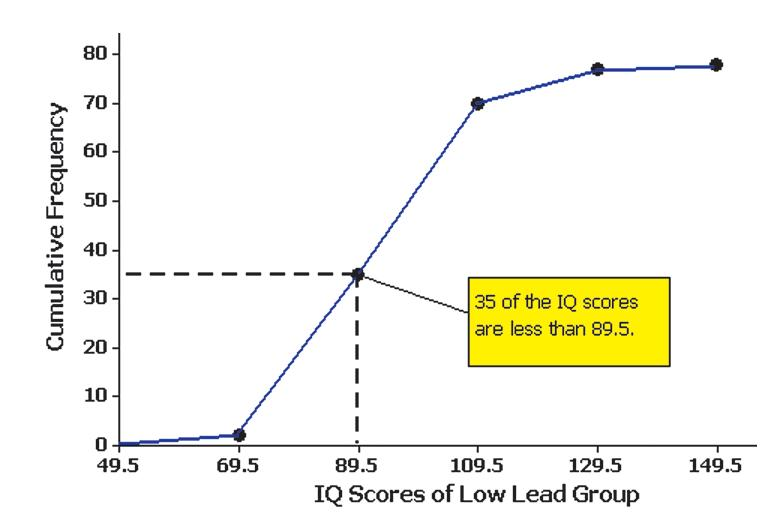 80
70
60
50
40
30
20
10
0
Cumulative Frequency
35 of the IQ scores
are less than 89.5.
49.5 69.5 89.5 109.5 129.5 149.5
IQ Scores of Low Lead Group